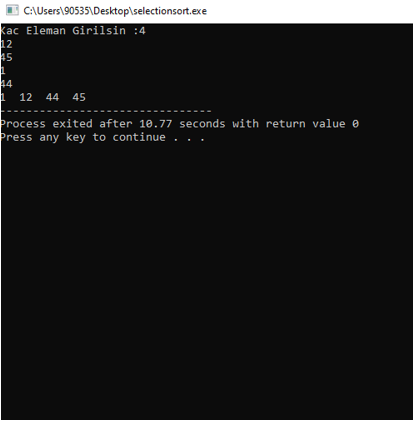 C:\Users\90535\Desktop\selectionsort.exe
Kac Eleman Girilsin :4
12
45
1
44
1  12  44  45
--------------------------------
Process exited after 10.77 seconds with return value 0
Press any key to continue . . .